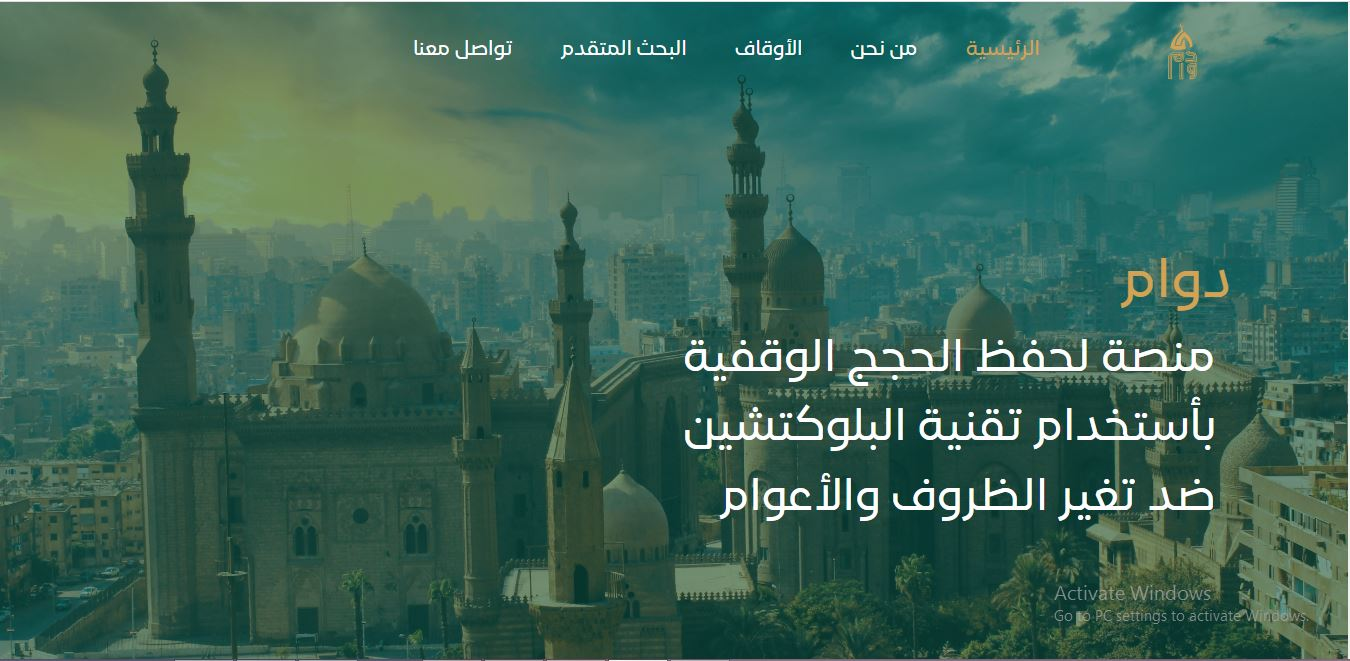 الرئيسية
من نحن
الأوقاف
البحث المتقدم
تواصل معنا
دوام
منصة لحفظ الحجج الوقفية
بأستخدام تقنية البلوكتشين
ضد تغير الظروف والأعوام
Activate Windows
Go to PC settings to activate Windows.